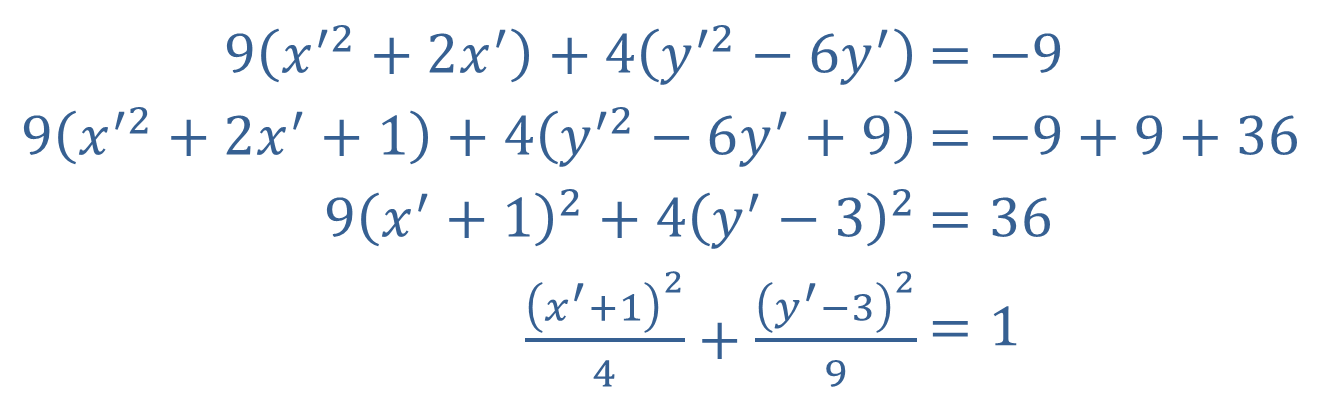 9(x′² + 2x′) + 4(y′² − 6y′) = −9
9(x′² + 2x′ + 1) + 4(y′² − 6y′ + 9) = −9 + 9 + 36
9(x′ + 1)² + 4(y′ − 3)² = 36
(x′+1)²/4 + (y′−3)²/9 = 1